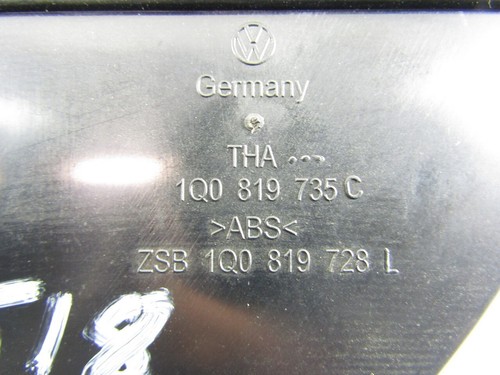 Germany
THA
1Q0 819 735 C
>ABS<
ZSB 1Q0 819 728 L